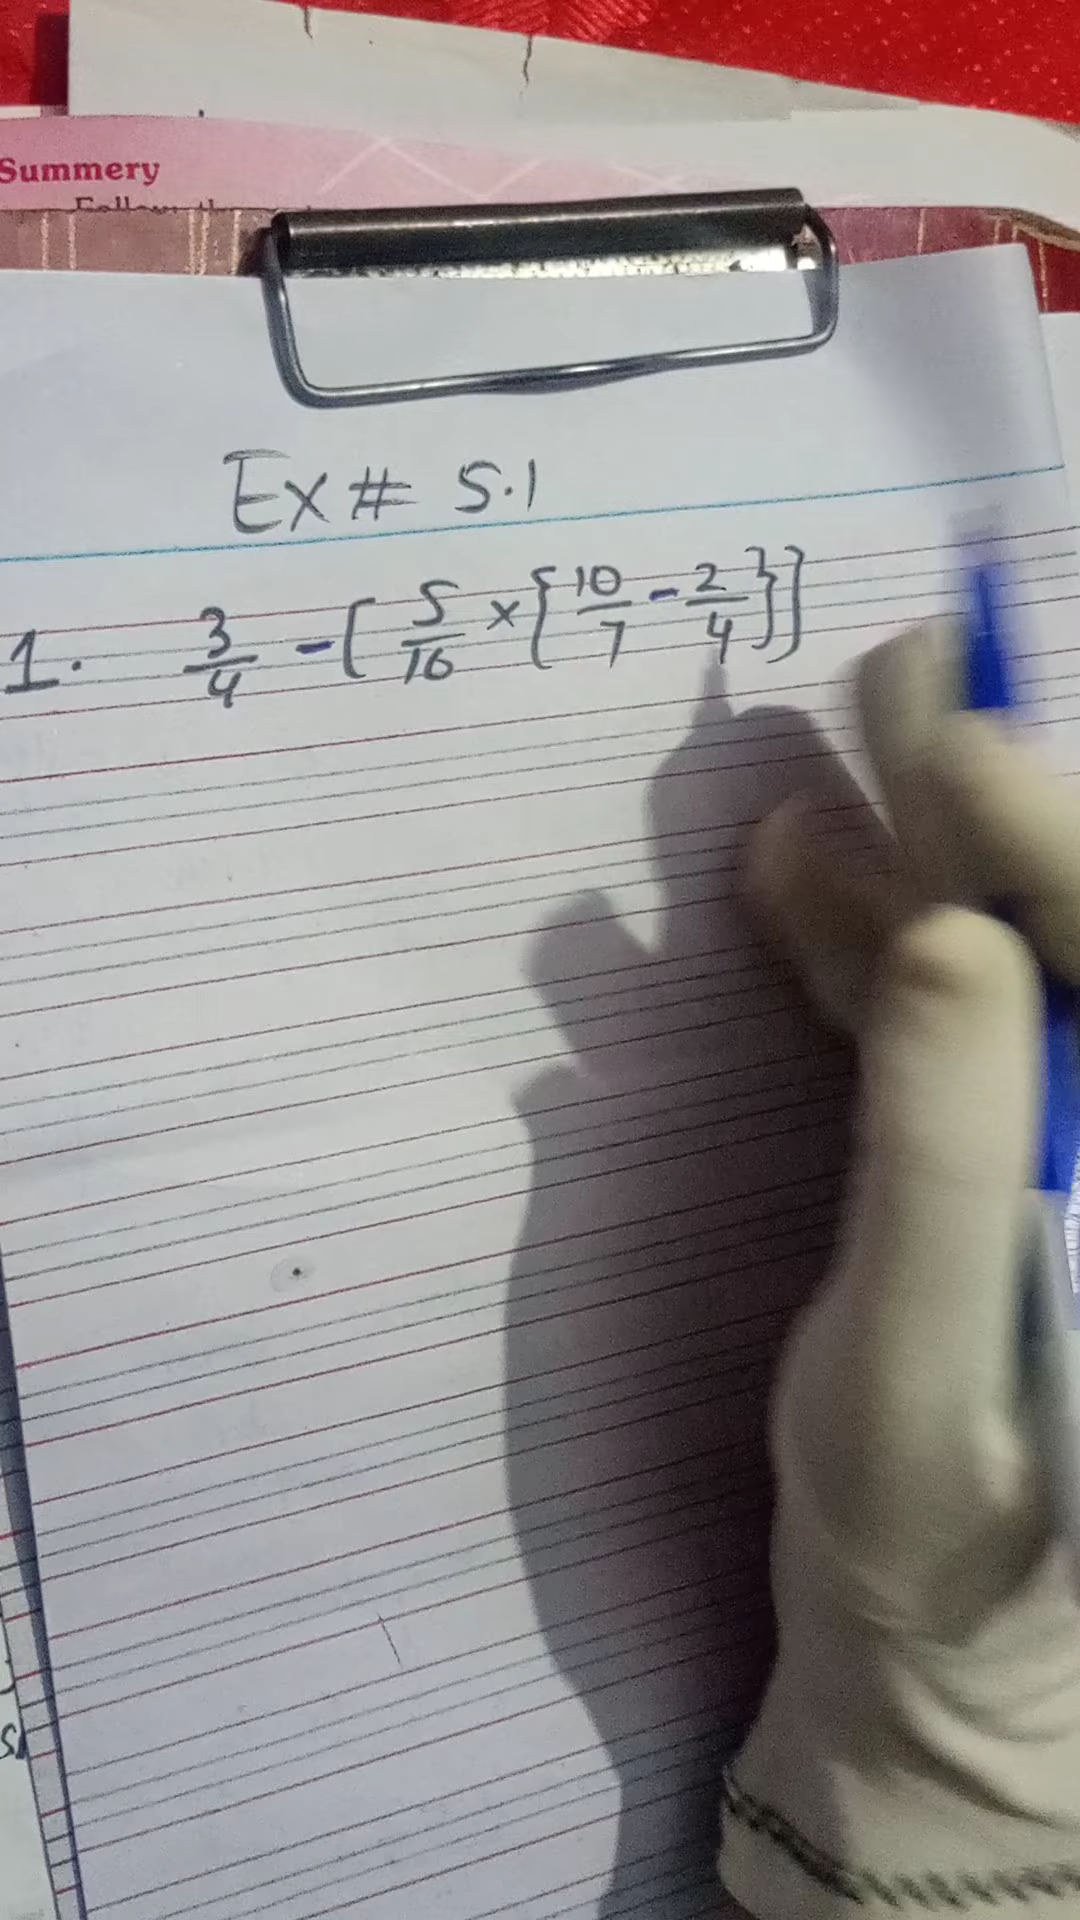 Summery
Ex # 5.1
1. 3/4 - [ 5/16 × { 10/7 - 2/4 } ]